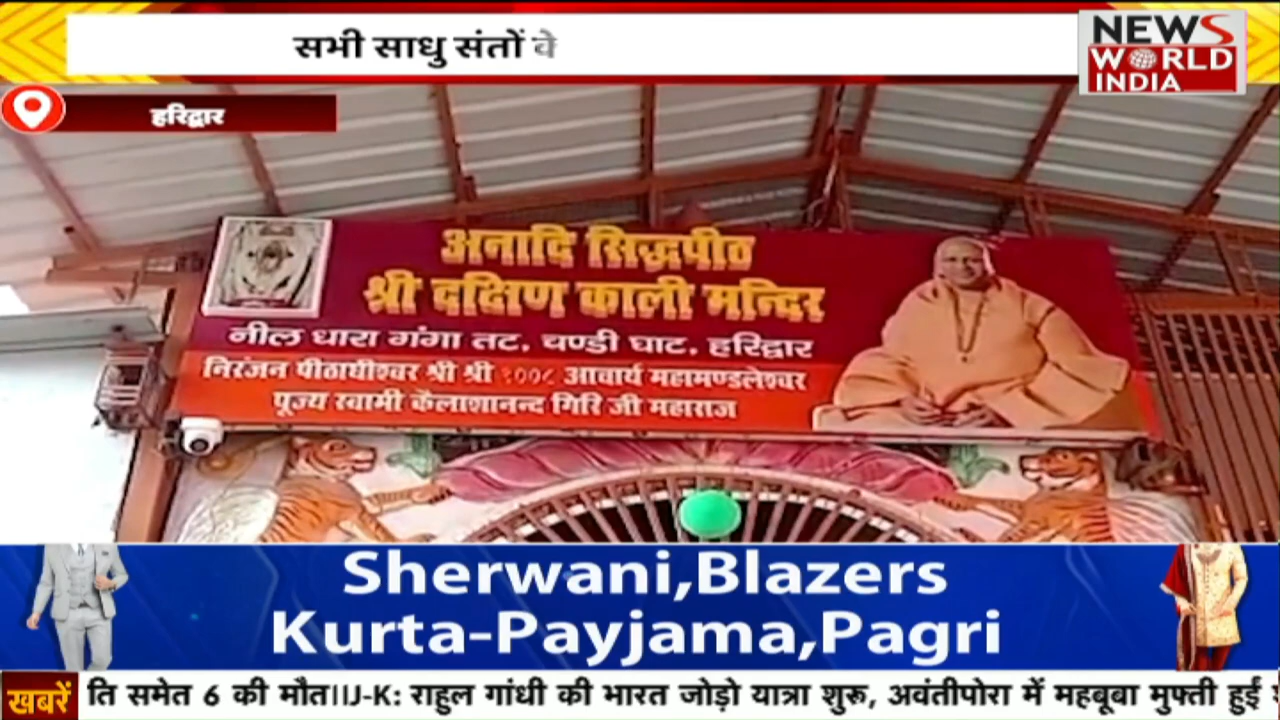 सभी साधु संतों के
NEWS
WORLD
INDIA
हरिद्वार
अनादि सिद्धपीठ
श्री दक्षिण काली मन्दिर
नील धारा गंगा तट, चण्डी घाट, हरिद्वार
निरंजन पीठाधीश्वर श्री श्री १००८ आचार्य महामण्डलेश्वर
पूज्य स्वामी कैलाशानन्द गिरि जी महाराज
Sherwani,Blazers
Kurta-Payjama,Pagri
खबरें
ति समेत 6 की मौत।IJ-K: राहुल गांधी की भारत जोड़ो यात्रा शुरू, अवंतीपोरा में महबूबा मुफ्ती हुईं